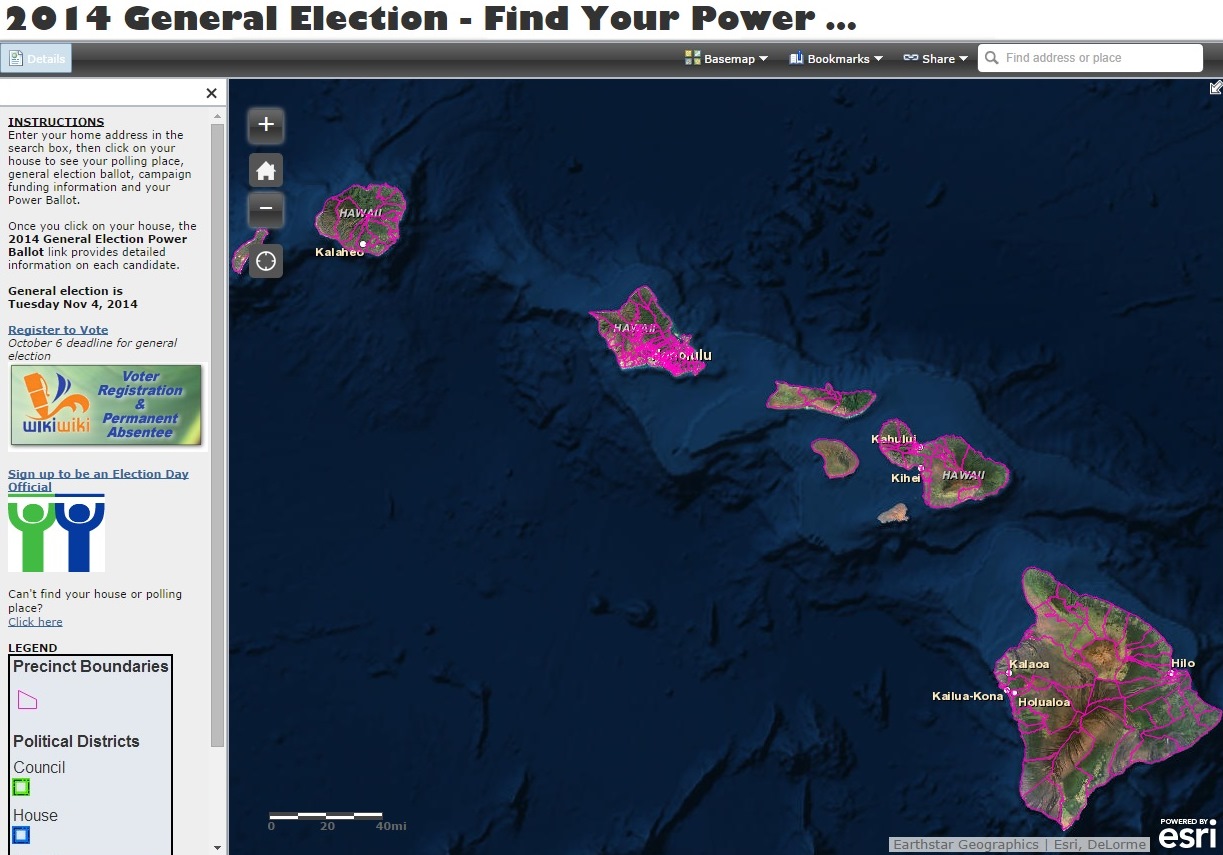 2014 General Election - Find Your Power ...
Details
Basemap
Bookmarks
Share
Find address or place
INSTRUCTIONS
Enter your home address in the
search box, then click on your
house to see your polling place,
general election ballot, campaign
funding information and your
Power Ballot.
Once you click on your house, the
2014 General Election Power
Ballot link provides detailed
information on each candidate.
General election is
Tuesday Nov 4, 2014
Register to Vote
October 6 deadline for general
election
Voter
Registration
&
Permanent
Absentee
wikiwiki
Sign up to be an Election Day
Official
Can't find your house or polling
place?
Click here
LEGEND
Precinct Boundaries
Political Districts
Council
House
HAWAII
Kalaheo
HAWAII
Honolulu
Kahului
Kihei
HAWAII
Kalaoa
Hilo
Kailua-Kona
Holualoa
0 20 40mi
Earthstar Geographics | Esri, DeLorme
POWERED BY
esri